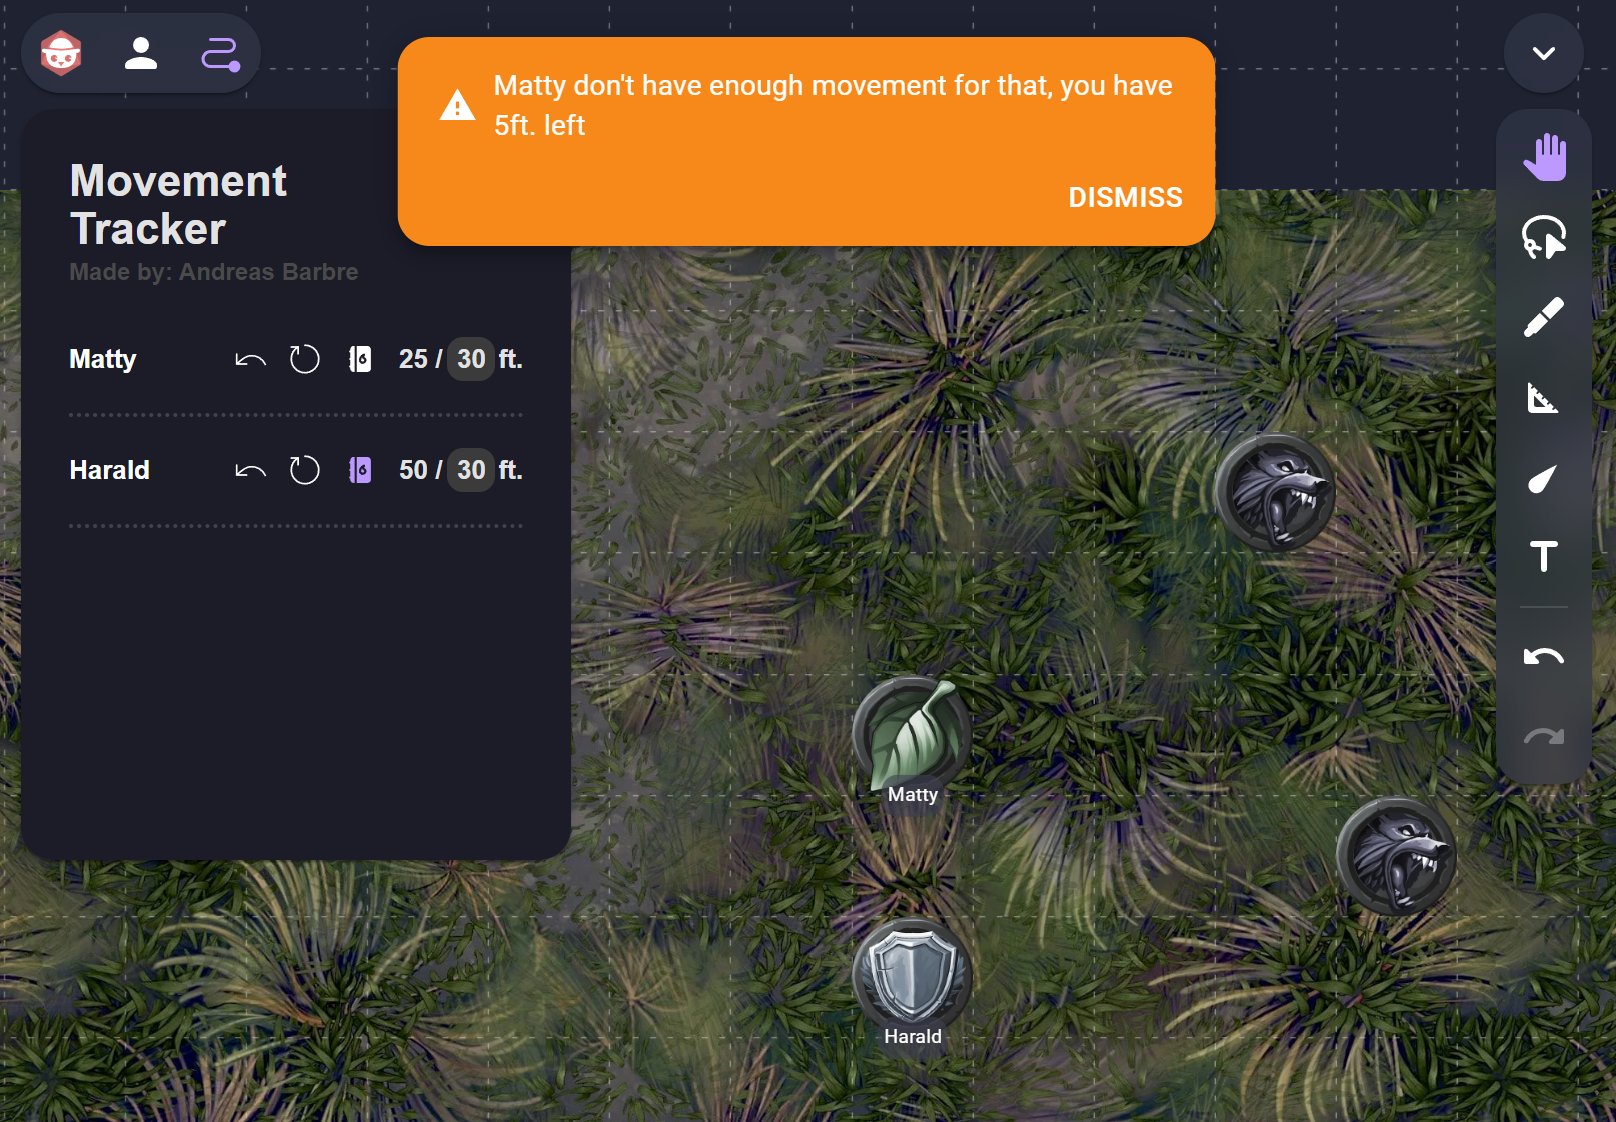 Matty don't have enough movement for that, you have
5ft. left
DISMISS
Movement
Tracker
Made by: Andreas Barbre
Matty 25 / 30 ft.
Harald 50 / 30 ft.
T
Matty
Harald